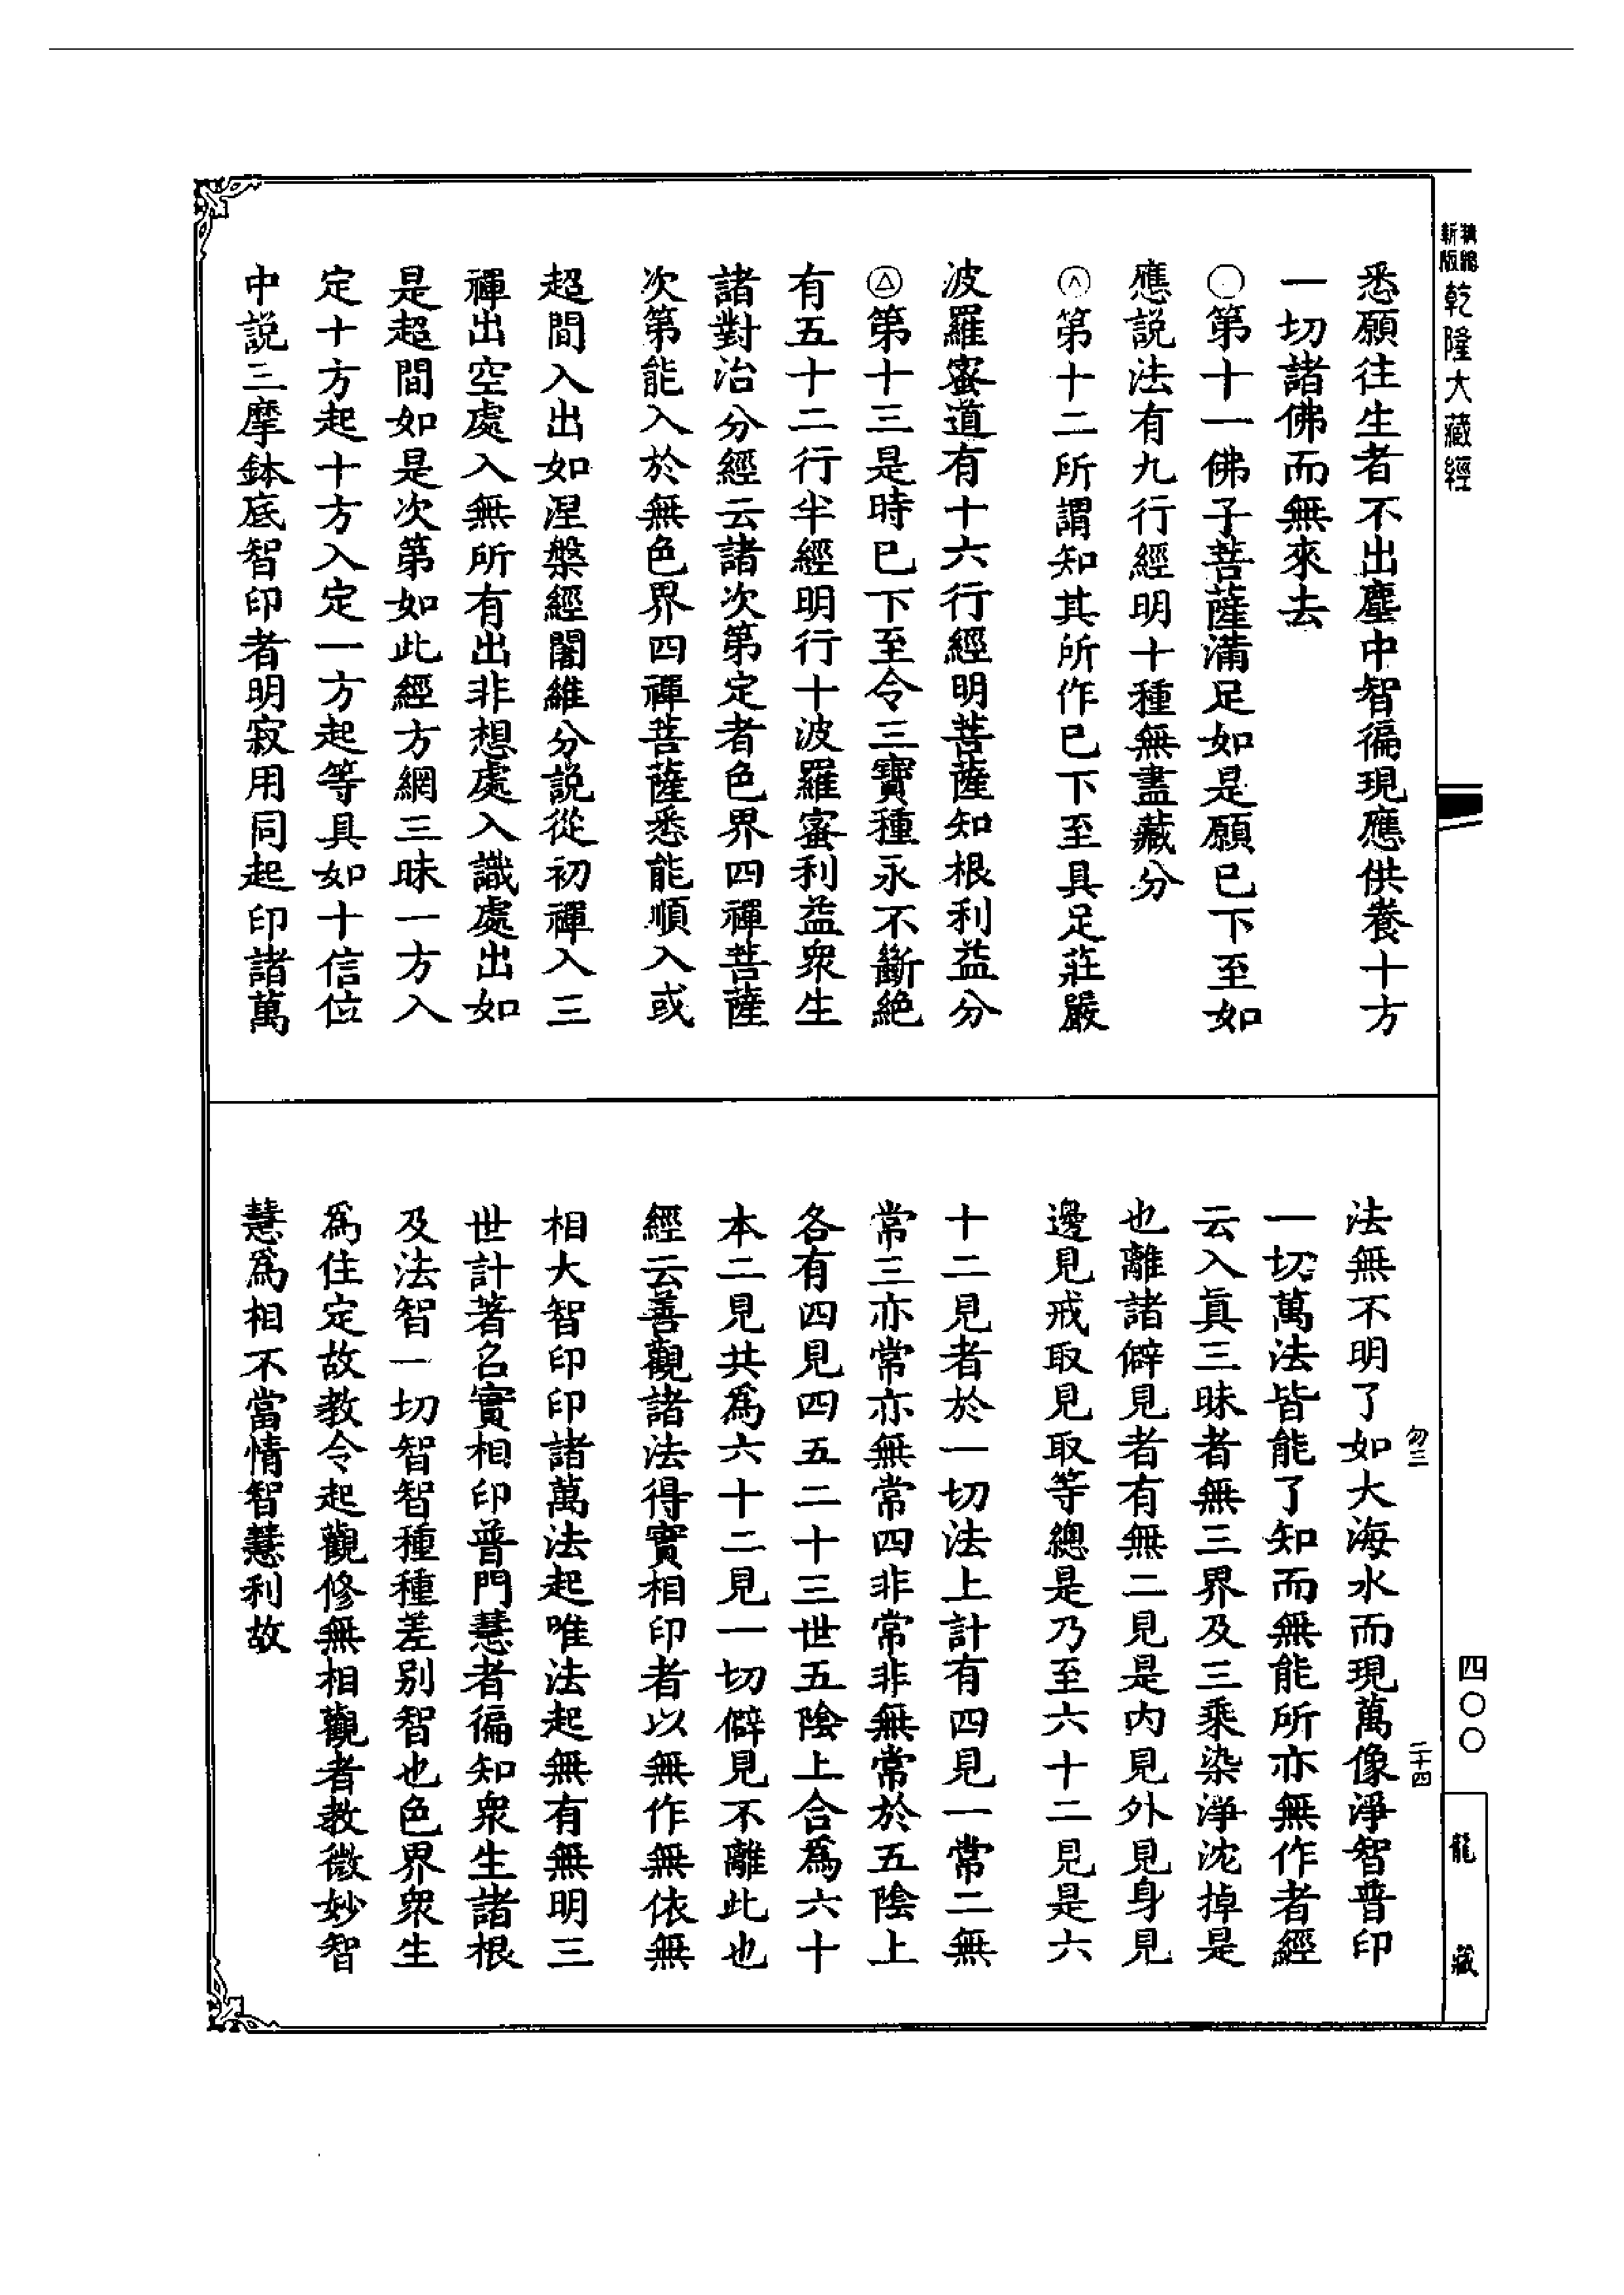 新版
乾隆大藏經
悉願往生者不出塵中智徧現應供養十方
一切諸佛而無來去
〇第十一佛子菩薩滿足如是願已下至如
應說法有九行經明十種無盡藏分
第十二所謂知其所作已下至具足莊嚴
波羅蜜道有十六行經明菩薩知根利益分
第十三是時已下至令三寶種永不斷絕
有五十二行半經明行十波羅蜜利益眾生
諸對治分經云諸次第定者色界四禪菩薩
次第能入於無色界四禪菩薩悉能順入或
超間入出如涅槃經闍維分說從初禪入三
禪出空處入無所有出非想處入識處出如
是超間如是次第如此經方網三昧一方入
定十方起十方入定一方起等具如十信位
中說三摩鉢底智印者明寂用同起印諸萬
法無不明了如大海水而現萬像淨智普印
一切萬法皆能了知而無能所亦無作者經
云入眞三昧者無三界及三乘染淨沈掉是
也離諸僻見者有無二見是內見外見身見
邊見戒取見取等總是乃至六十二見是六
十二見者於一切法上計有四見一常二無
常三亦常亦無常四非常非無常於五陰上
各有四見四五二十三世五陰上合爲六十
本二見共爲六十二見一切僻見不離此也
經云善觀諸法得實相印者以無作無依無
相大智印印諸萬法起唯法起無有無明三
世計著名實相印普門慧者徧知眾生諸根
及法智一切智智種種差別智也色界眾生
爲住定故教令起觀修無相觀者教微妙智
慧爲相不當情智慧利故
勿三
二十四
四〇〇
龍藏